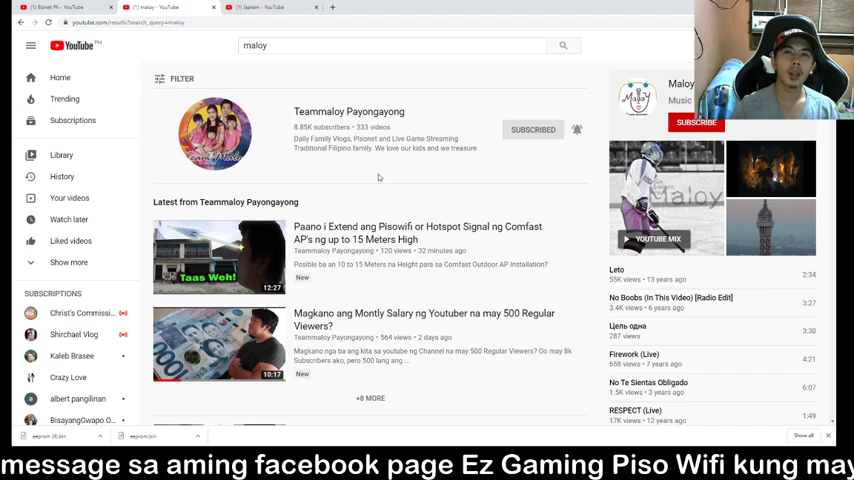 (1) Biznet PH - YouTube
(1) maloy - YouTube
(1) Japram - YouTube
youtube.com/results?search_query=maloy
YouTube PH
maloy
Home
Trending
Subscriptions
Library
History
Your videos
Watch later
Liked videos
Show more
SUBSCRIPTIONS
Christ's Commissi...
Shirchael Vlog
Kaleb Brasee
Crazy Love
albert pangilinan
BisayangGwapo O...
FILTER
Teammaloy Payongayong
8.85K subscribers • 333 videos
Daily Family Vlogs, Pisonet and Live Game Streaming
Traditional Filipino family. We love our kids and we treasure
SUBSCRIBED
Latest from Teammaloy Payongayong
Taas Weh!
12:27
Paano i Extend ang Pisowifi or Hotspot Signal ng Comfast
AP's ng up to 15 Meters High
Teammaloy Payongayong • 120 views • 32 minutes ago
Posible ba an 10 to 15 Meters na Height para sa Comfast Outdoor AP Installation?
New
10:17
Magkano ang Montly Salary ng Youtuber na may 500 Regular
Viewers?
Teammaloy Payongayong • 564 views • 2 days ago
Magkano nga ba ang kita sa youtube ng Channel na may 500 Regular Viewers? Oo may 8k
Subscribers ako, pero 500 lang ang ...
New
+8 MORE
Maloy
Music
SUBSCRIBE
Maloy
YOUTUBE MIX
Leto
55K views • 13 years ago
2:34
No Boobs (In This Video) [Radio Edit]
3.4K views • 6 years ago
3:27
Цель одна
287 views
3:30
Firework (Live)
658 views • 7 years ago
4:21
No Te Sientas Obligado
1.5K views • 3 years ago
6:07
RESPECT (Live)
17K views • 12 years ago
1:49
eeprom (4).bin
eeprom.bin
Show all
message sa aming facebook page Ez Gaming Piso Wifi kung may